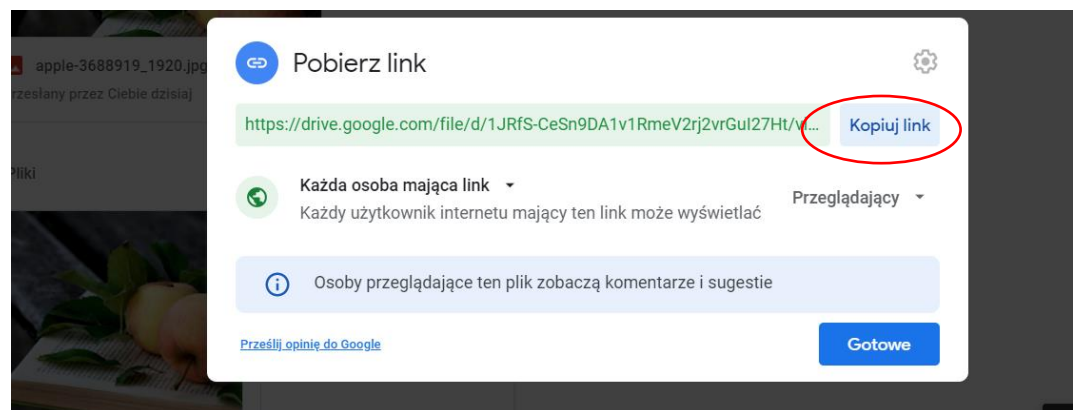 apple-3688919_1920.jpg
rzesłany przez Ciebie dzisiaj
Pliki
Pobierz link
https://drive.google.com/file/d/1JRfS-CeSn9DA1v1RmeV2rj2vrGuI27Ht/vi...
Kopiuj link
Każda osoba mająca link
Każdy użytkownik internetu mający ten link może wyświetlać
Przeglądający
Osoby przeglądające ten plik zobaczą komentarze i sugestie
Prześlij opinię do Google
Gotowe